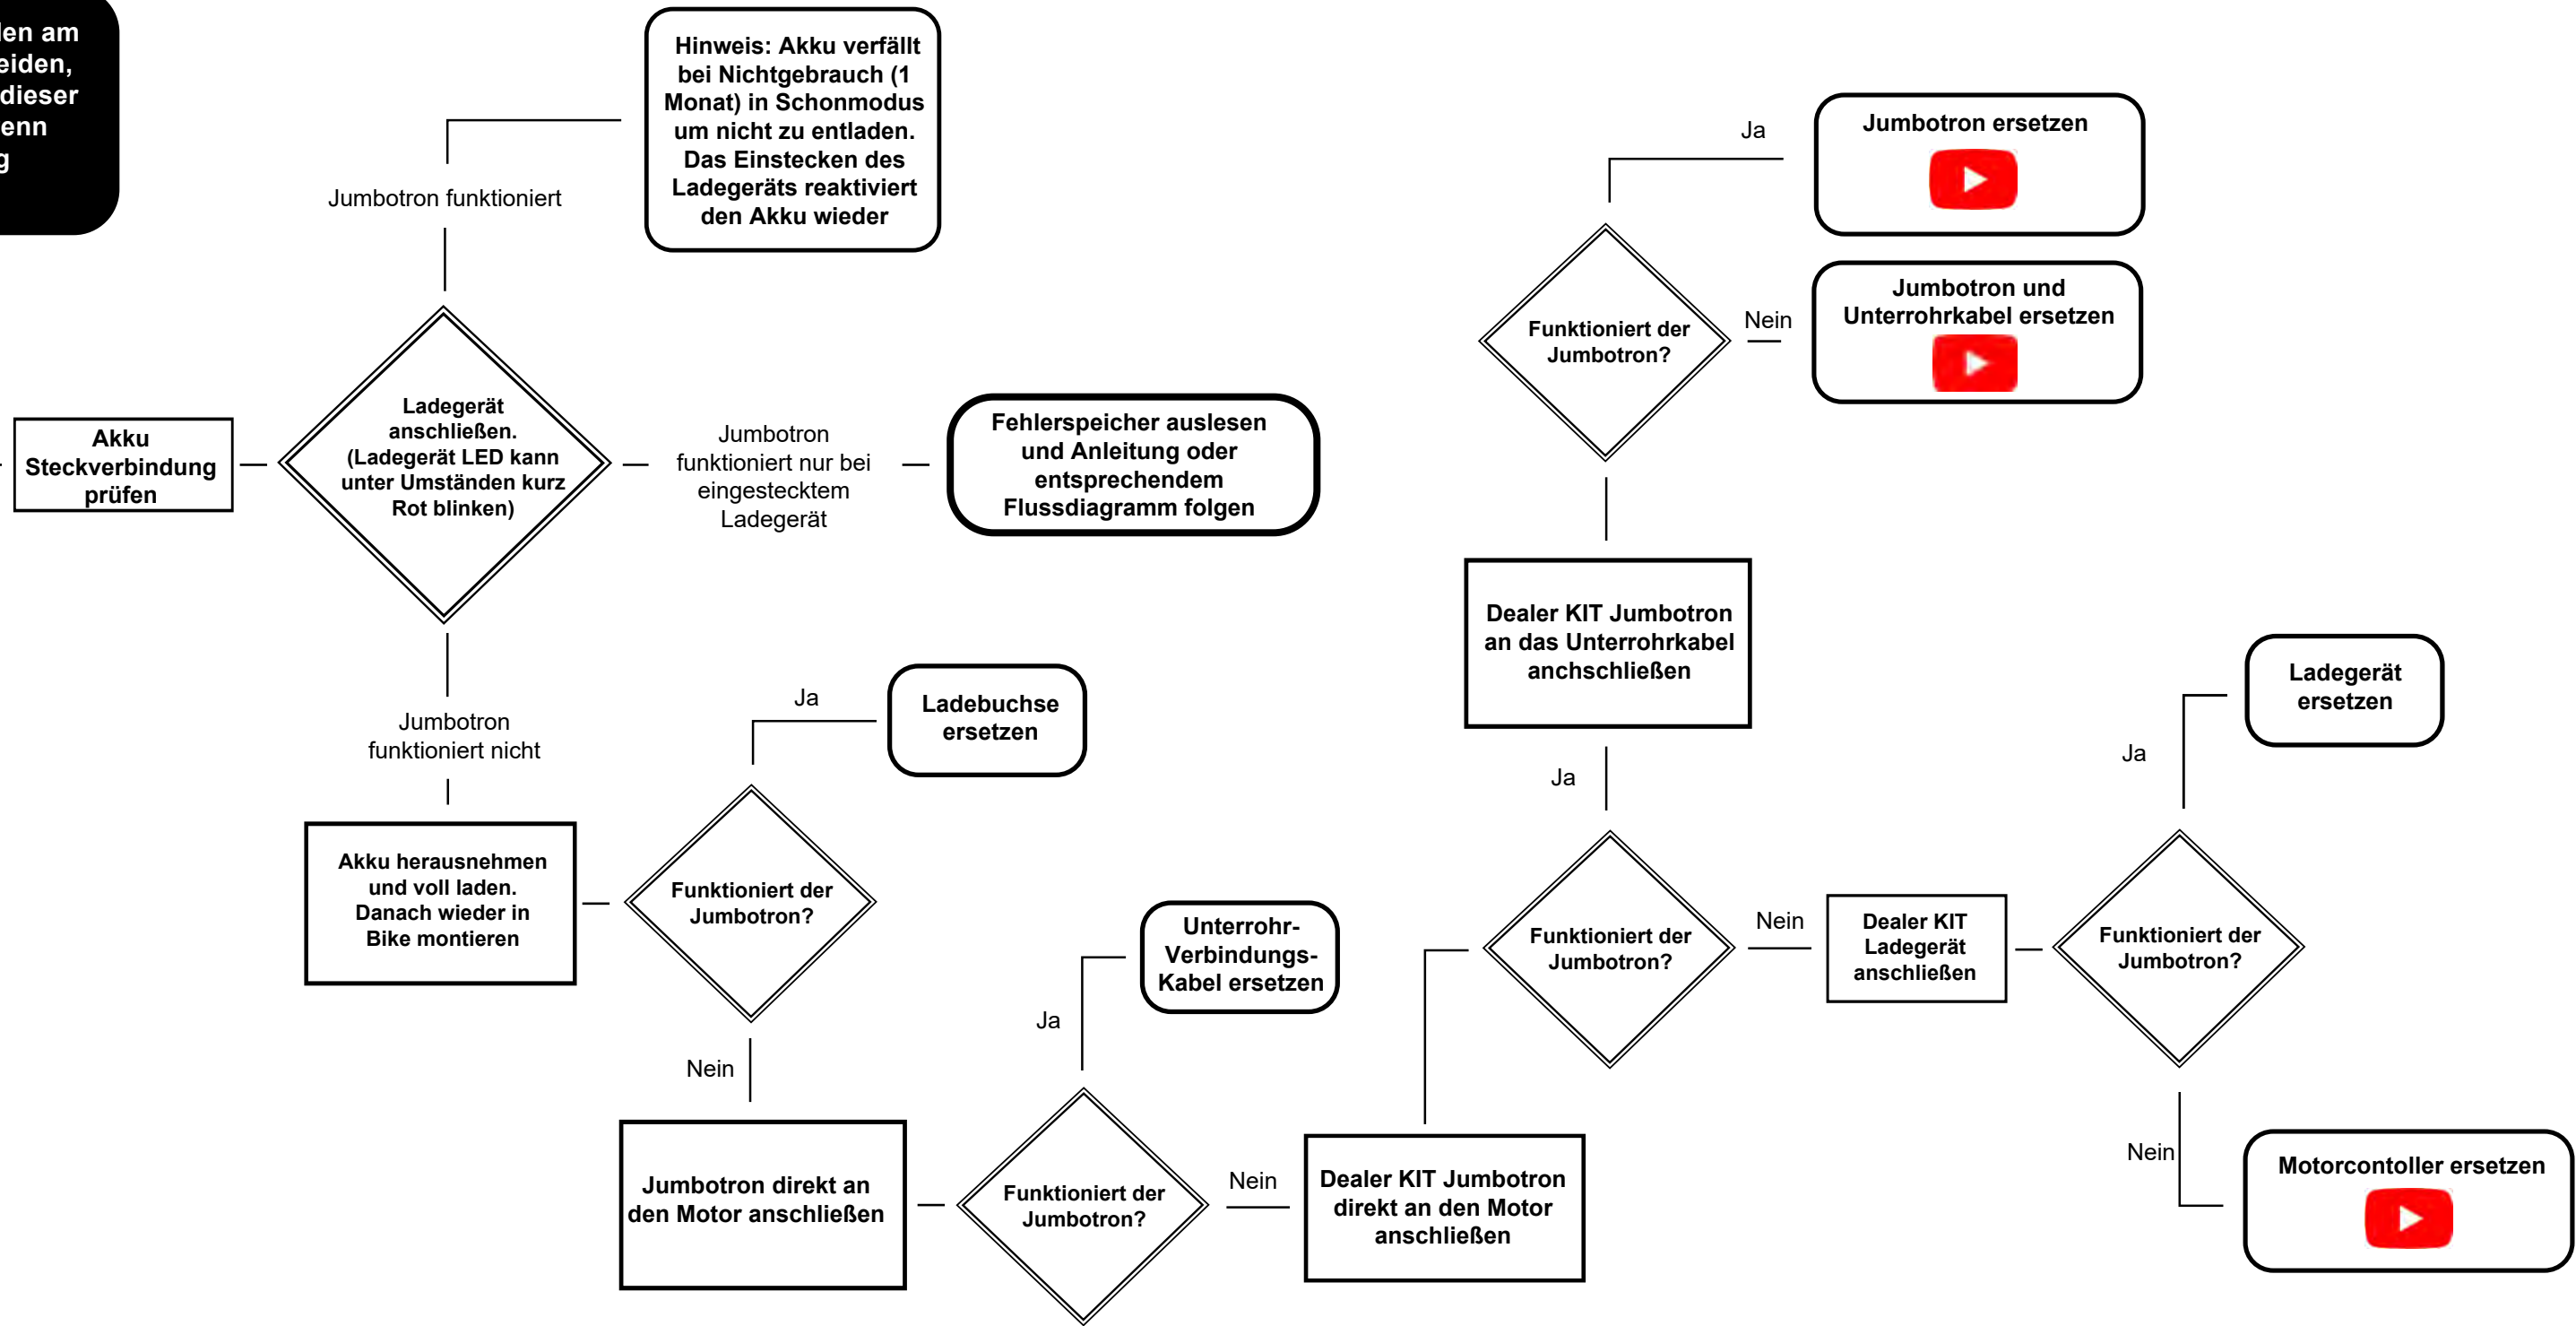 am
dieser
Hinweis: Akku verfällt
bei Nichtgebrauch (1
Monat) in Schonmodus
um nicht zu entladen.
Das Einstecken des
Ladegeräts reaktiviert
den Akku wieder
Jumbotron funktioniert
Akku
Steckverbindung
prüfen
Ladegerät
anschließen.
(Ladegerät LED kann
unter Umständen kurz
Rot blinken)
Jumbotron
funktioniert nur bei
eingestecktem
Ladegerät
Fehlerspeicher auslesen
und Anleitung oder
entsprechendem
Flussdiagramm folgen
Jumbotron
funktioniert nicht
Akku herausnehmen
und voll laden.
Danach wieder in
Bike montieren
Funktioniert der
Jumbotron?
Ja
Ladebuchse
ersetzen
Nein
Jumbotron direkt an
den Motor anschließen
Funktioniert der
Jumbotron?
Ja
Unterrohr-
Verbindungs-
Kabel ersetzen
Nein
Dealer KIT Jumbotron
direkt an den Motor
anschließen
Funktioniert der
Jumbotron?
Ja
Dealer KIT Jumbotron
an das Unterrohrkabel
anchschließen
Funktioniert der
Jumbotron?
Ja
Jumbotron ersetzen
Nein
Jumbotron und
Unterrohrkabel ersetzen
Nein
Dealer KIT
Ladegerät
anschließen
Funktioniert der
Jumbotron?
Ja
Ladegerät
ersetzen
Nein
Motorcontoller ersetzen